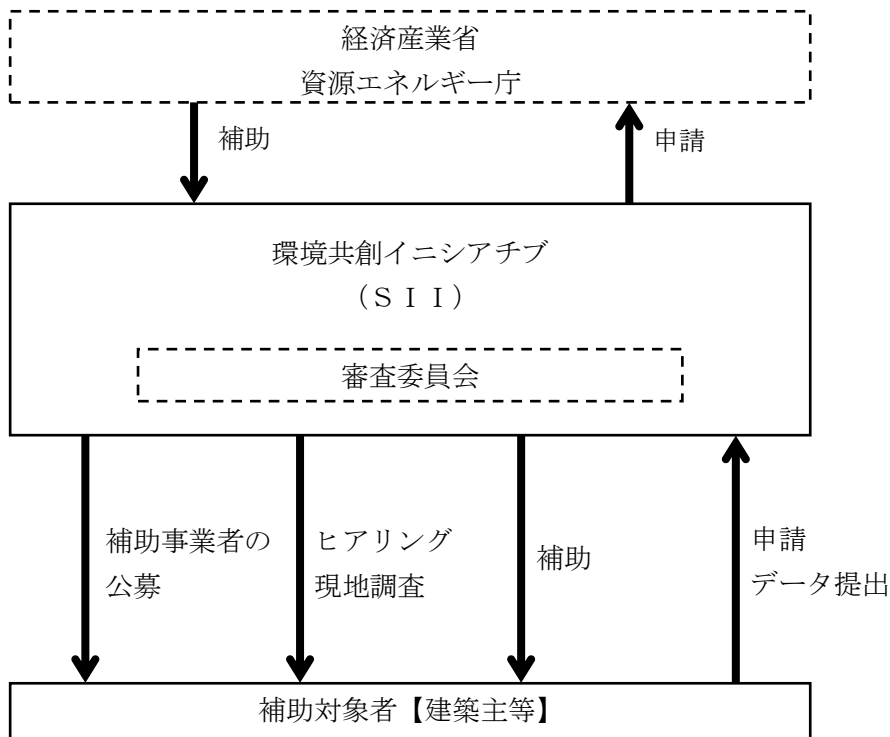 経済産業省
資源エネルギー庁
補助
申請
環境共創イニシアチブ
（ＳＩＩ）
審査委員会
補助事業者の
公募
ヒアリング
現地調査
補助
申請
データ提出
補助対象者【建築主等】